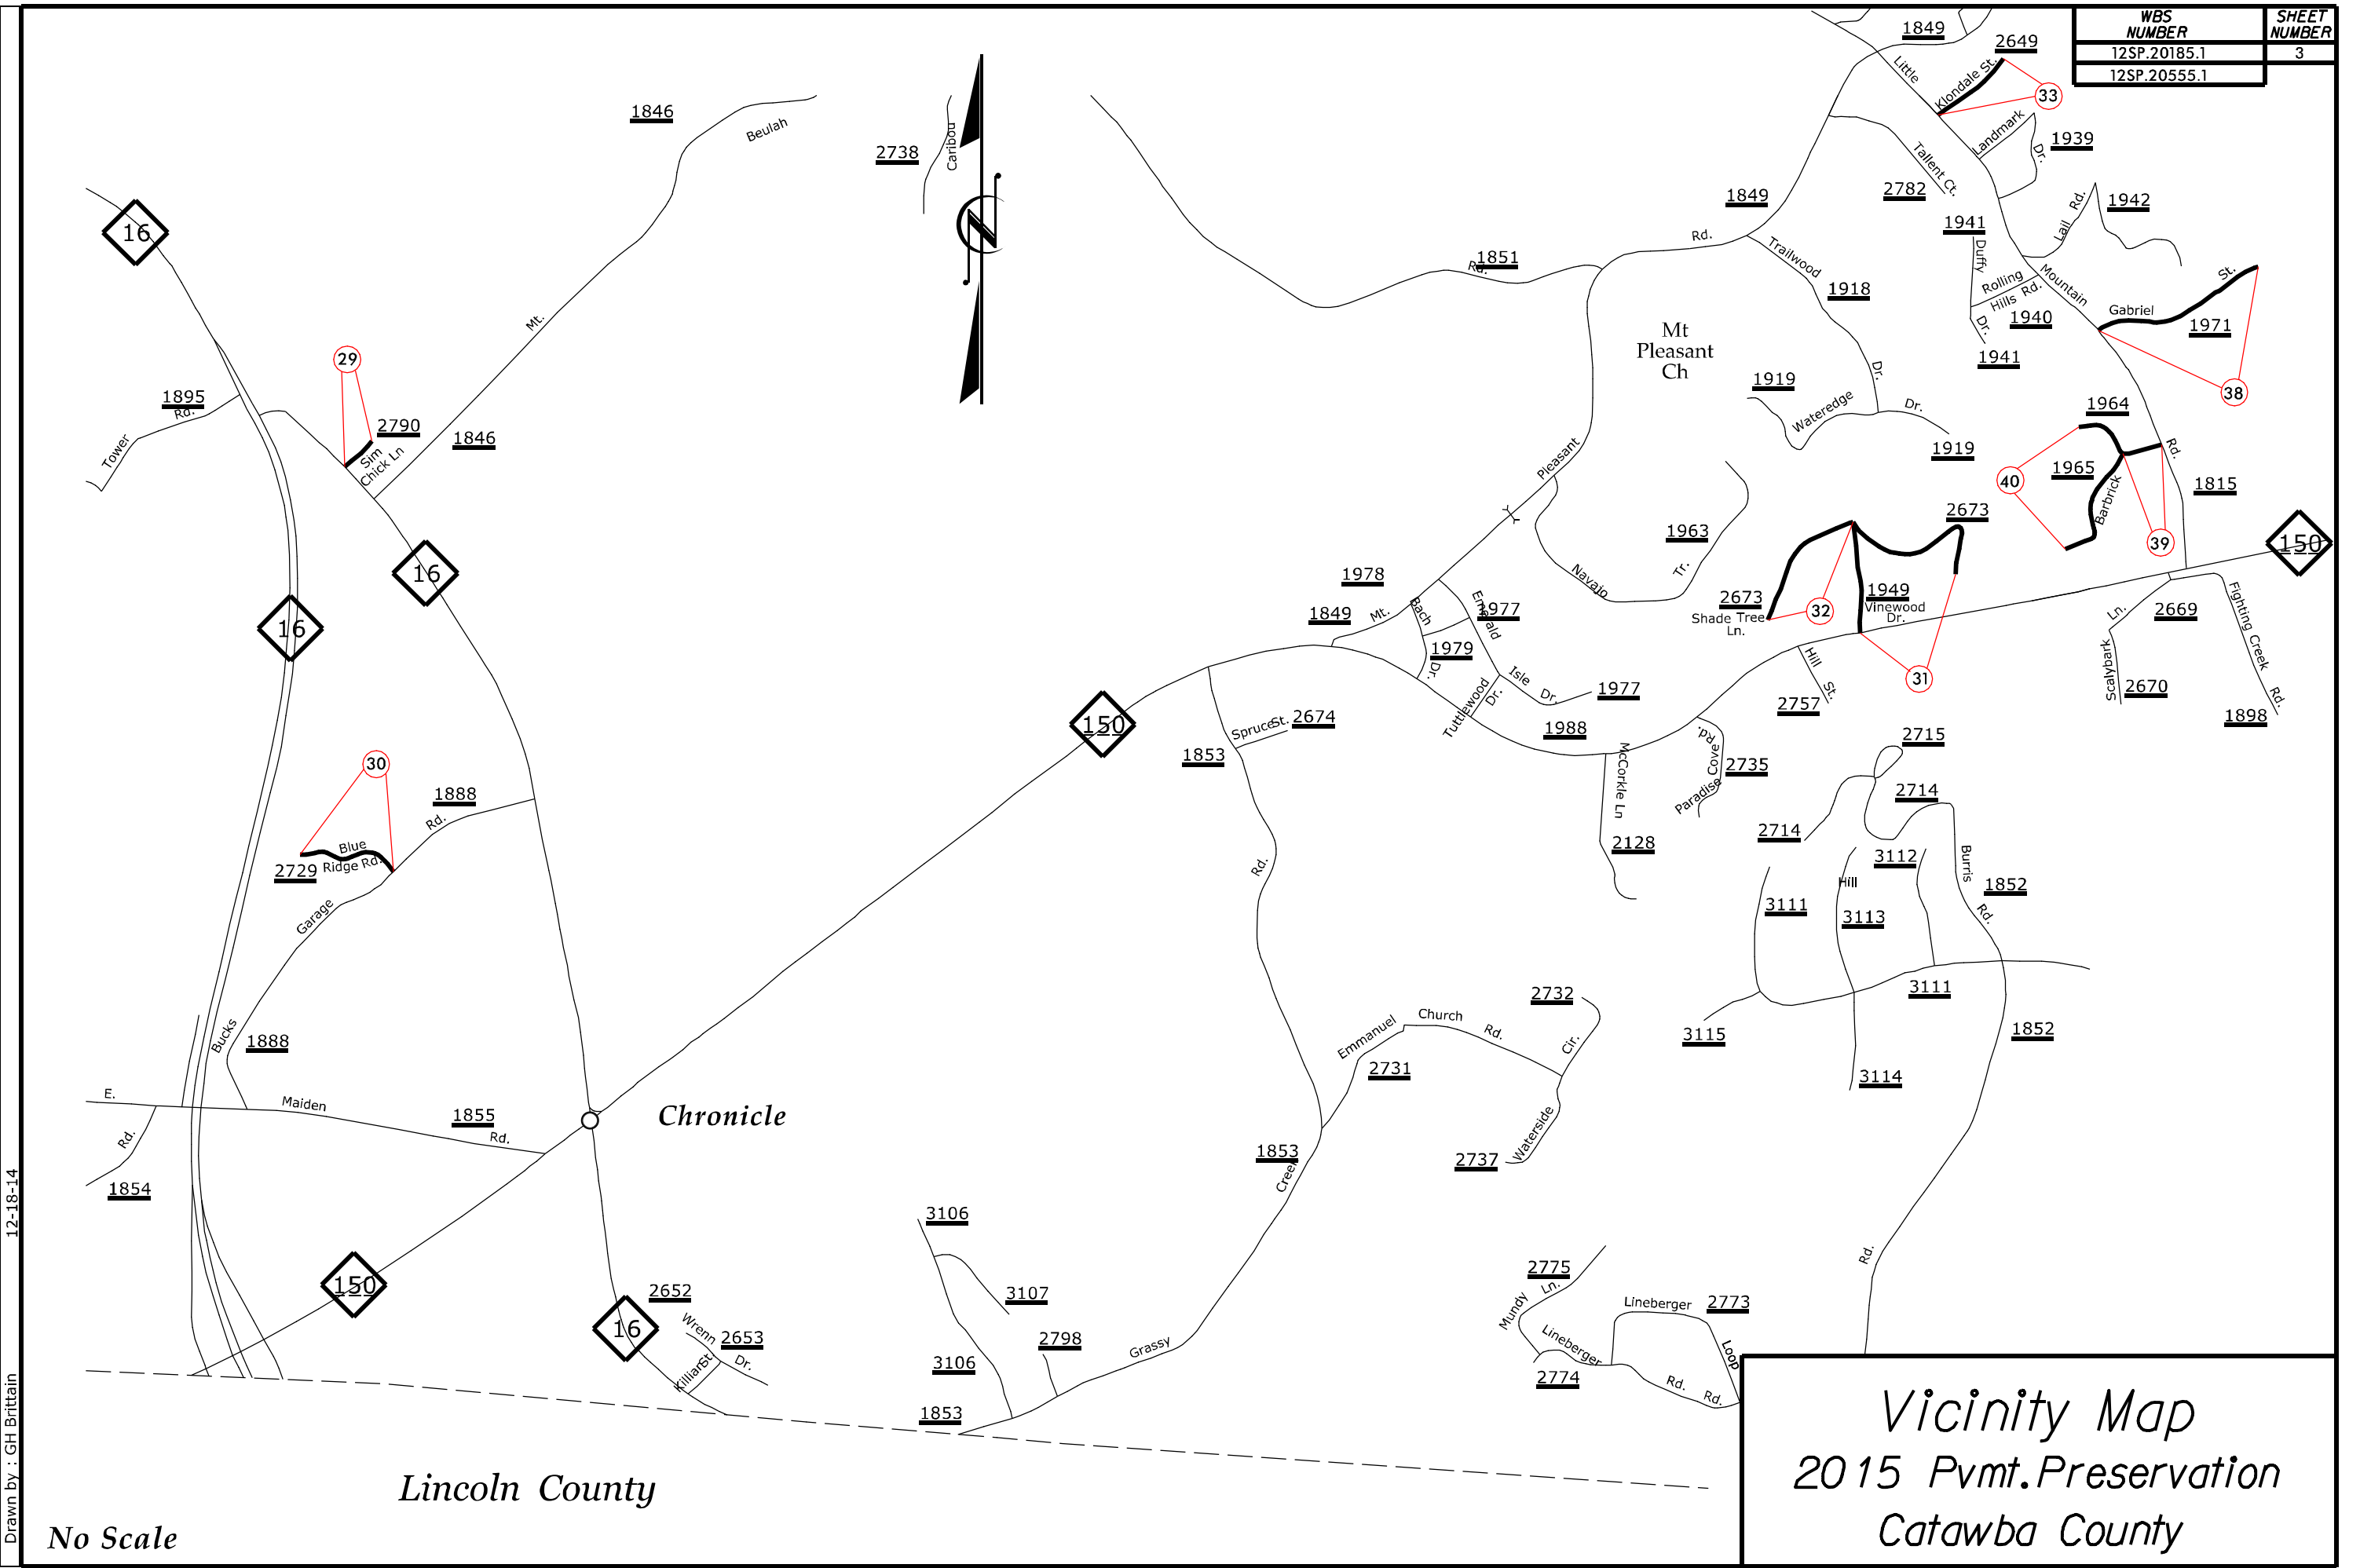 WBS
NUMBER
SHEET
NUMBER
12SP.20185.1
3
12SP.20555.1
1849
2649
Little
Klondale St.
33
Landmark
Dr.
1939
Tallent Ct.
2782
1846
Beulah
2738
Caribou
N
1849
1941
Duffy
Lail Rd.
1942
16
Rd.
Trailwood
1851
Rd.
Rolling
Hills Rd.
Mountain
St.
1918
Gabriel
1971
Dr.
1940
1941
Mt.
Mt
Pleasant
Ch
29
1895
Rd.
Tower
2790
Sim
Chick Ln
1846
1919
Wateredge
Dr.
Dr.
1919
38
1964
Rd.
1965
40
Barbrick
1815
39
Pleasant
1963
Navajo
Tr.
2673
150
16
16
1978
1849
Mt.
Bach
Dr.
Emerald
1977
1979
Isle
Dr.
1977
Tuttlewood
Dr.
2673
Shade Tree
Ln.
32
1949
Vinewood
Dr.
31
Ln.
2669
Scalybark
2670
Fighting Creek
Rd.
1898
Hill
St.
2757
150
1853
Spruce St.
2674
1988
McCorkle Ln
2128
Rd.
Cove
Paradise
2735
2715
2714
2714
30
1888
Rd.
Blue
Ridge Rd.
2729
Garage
Rd.
3112
Burris
1852
Rd.
Hill
3111
3113
3111
3115
3114
1852
Bucks
1888
2732
Emmanuel
Church
Rd.
Cir.
2731
Waterside
2737
E.
Maiden
1855
Rd.
Rd.
1854
Chronicle
1853
Creek
3106
3107
3106
2798
Grassy
1853
Rd.
150
16
2652
Wrenn
2653
Dr.
Killian
St
2775
Ln.
Mundy
Lineberger
2773
Lineberger
Loop
2774
Rd.
Rd.
Lincoln County
No Scale
Vicinity Map
2015 Pvmt.Preservation
Catawba County
Drawn by : GH Brittain
12-18-14